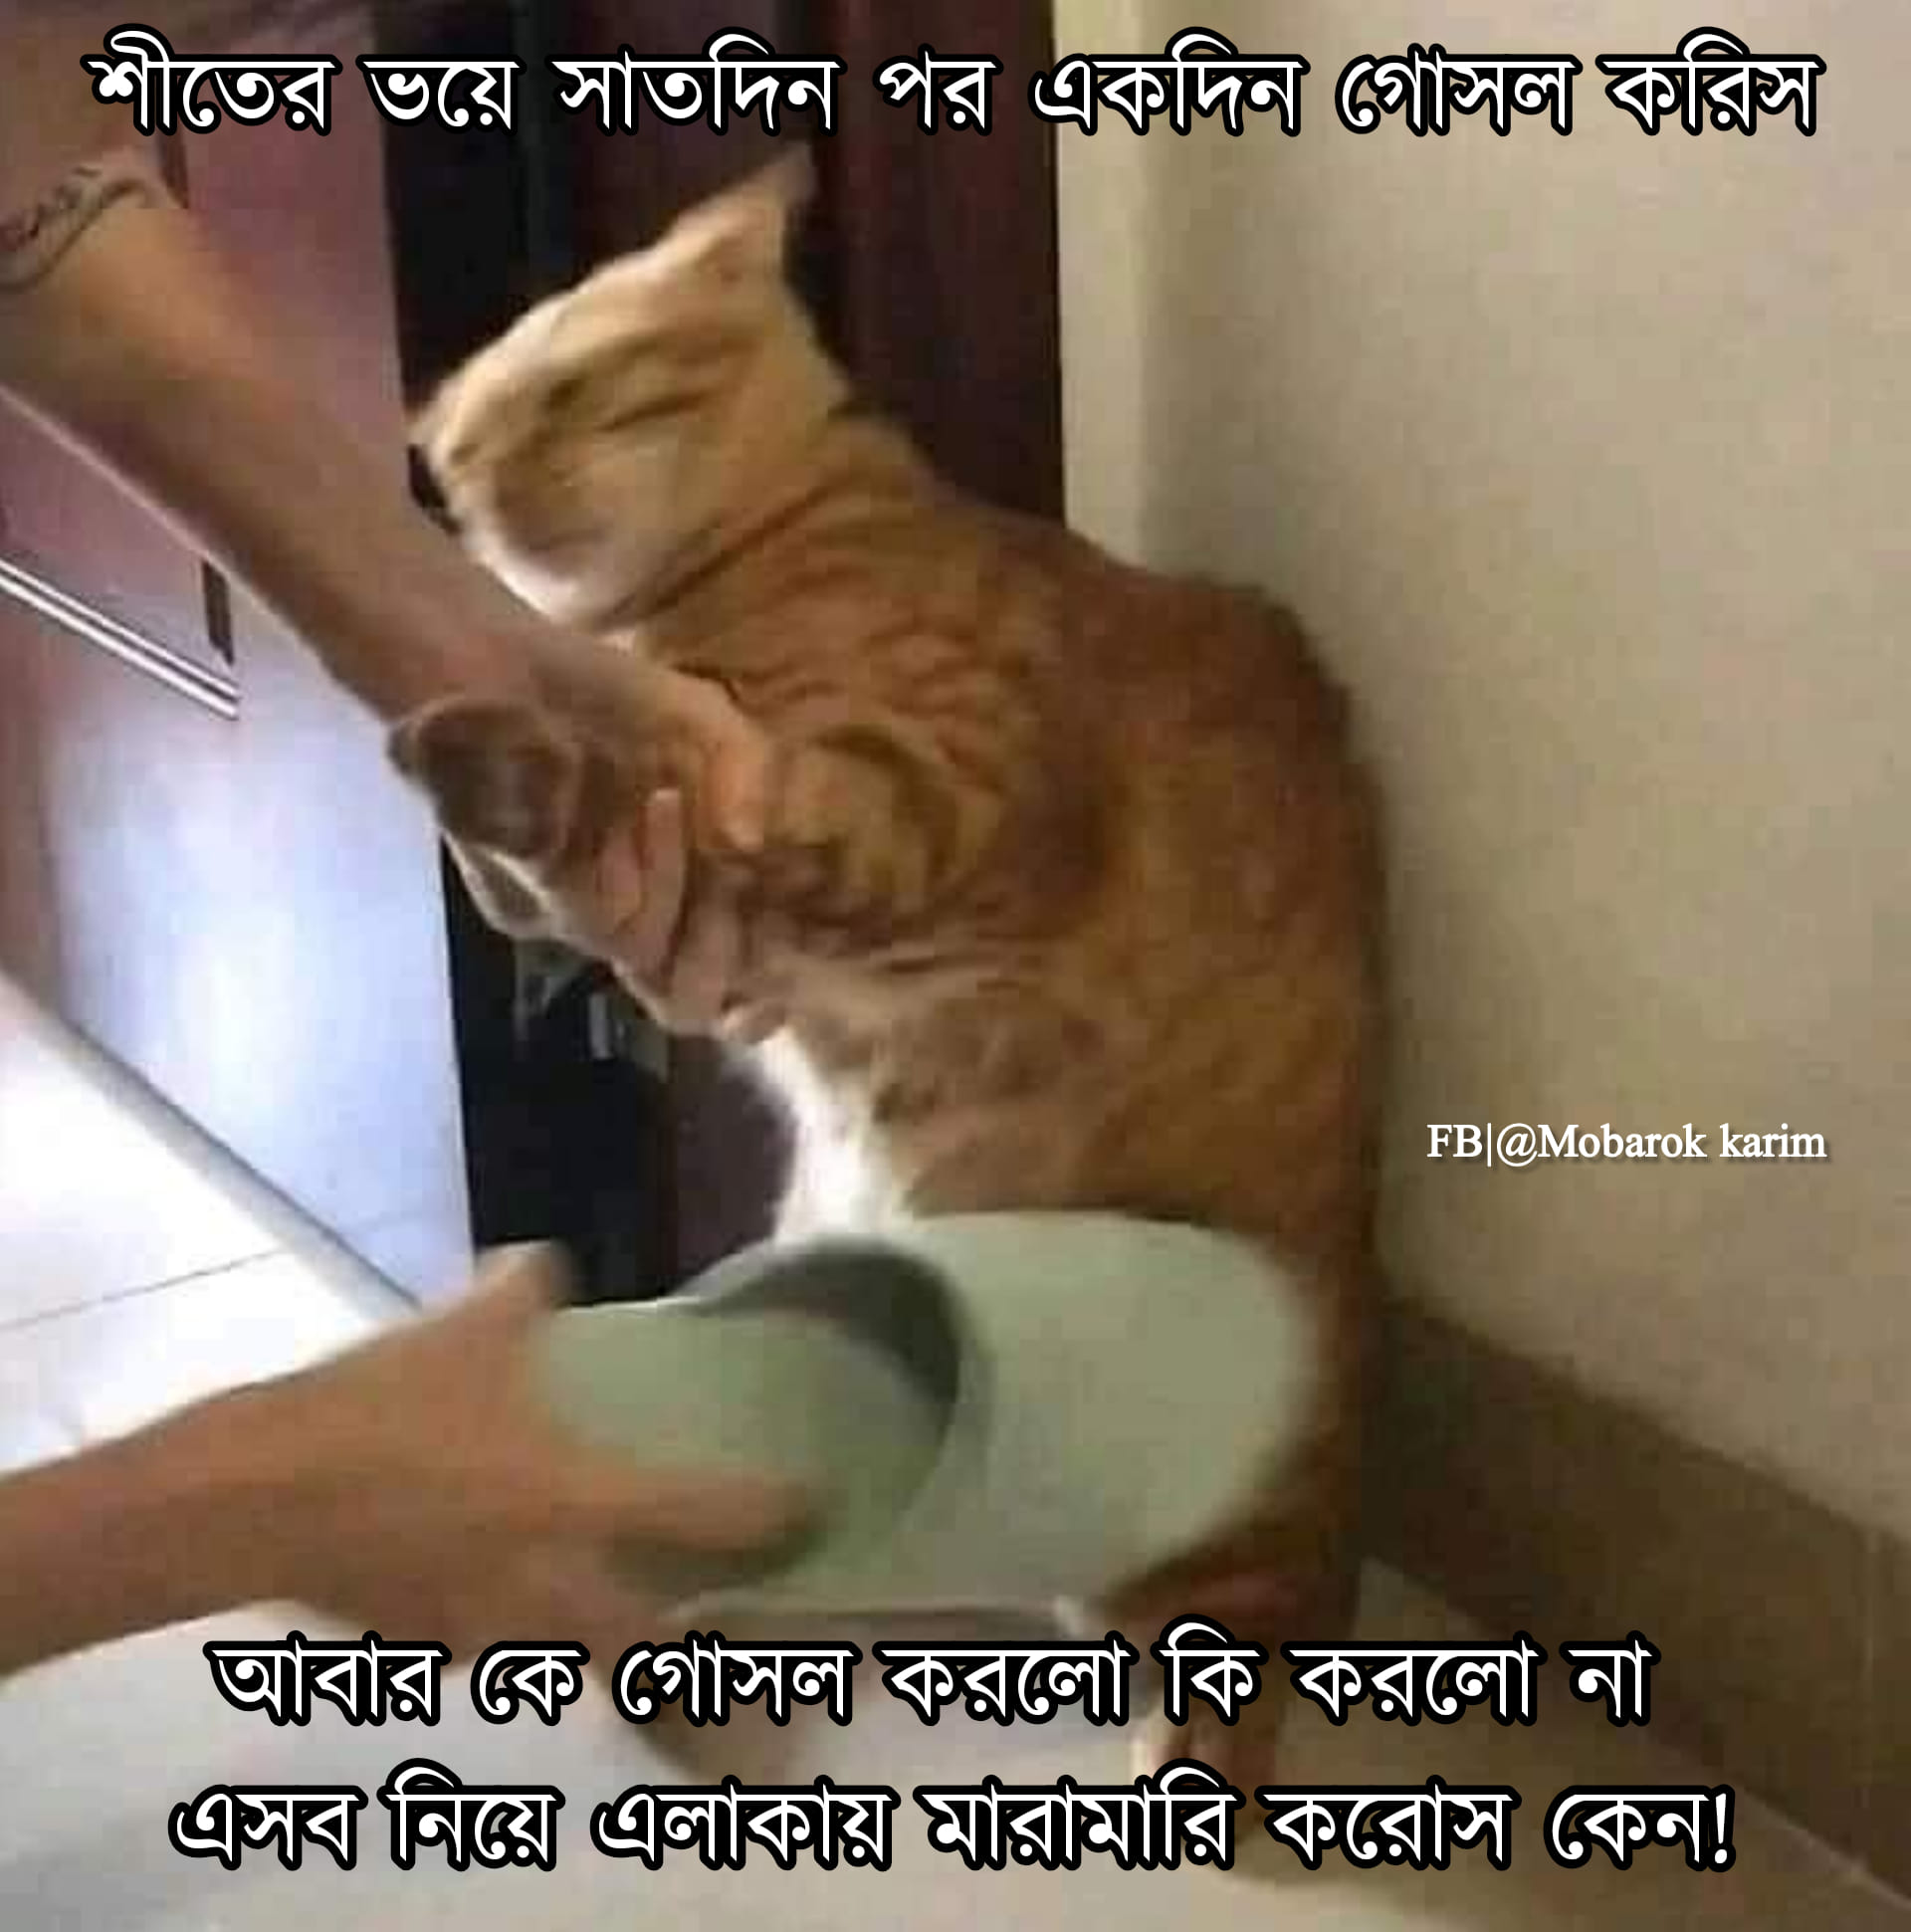 শীতের ভয়ে সাতদিন পর একদিন গোসল করিস
FB|@Mobarok karim
আবার কে গোসল করলো কি করলো না
এসব নিয়ে এলাকায় মারামারি করোস কেন!